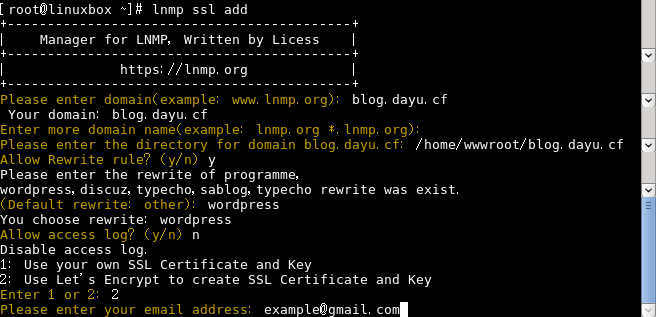 [root@linuxbox ~]# lnmp ssl add
+-------------------------------------------+
|    Manager for LNMP, Written by Licess    |
+-------------------------------------------+
|              https://lnmp.org             |
+-------------------------------------------+
Please enter domain(example: www.lnmp.org): blog.dayu.cf
 Your domain: blog.dayu.cf
Enter more domain name(example: lnmp.org *.lnmp.org):
Please enter the directory for domain blog.dayu.cf: /home/wwwroot/blog.dayu.cf
Allow Rewrite rule? (y/n) y
Please enter the rewrite of programme,
wordpress,discuz,typecho,sablog,typecho rewrite was exist.
(Default rewrite: other): wordpress
You choose rewrite: wordpress
Allow access log? (y/n) n
Disable access log.
1: Use your own SSL Certificate and Key
2: Use Let's Encrypt to create SSL Certificate and Key
Enter 1 or 2: 2
Please enter your email address: example@gmail.com